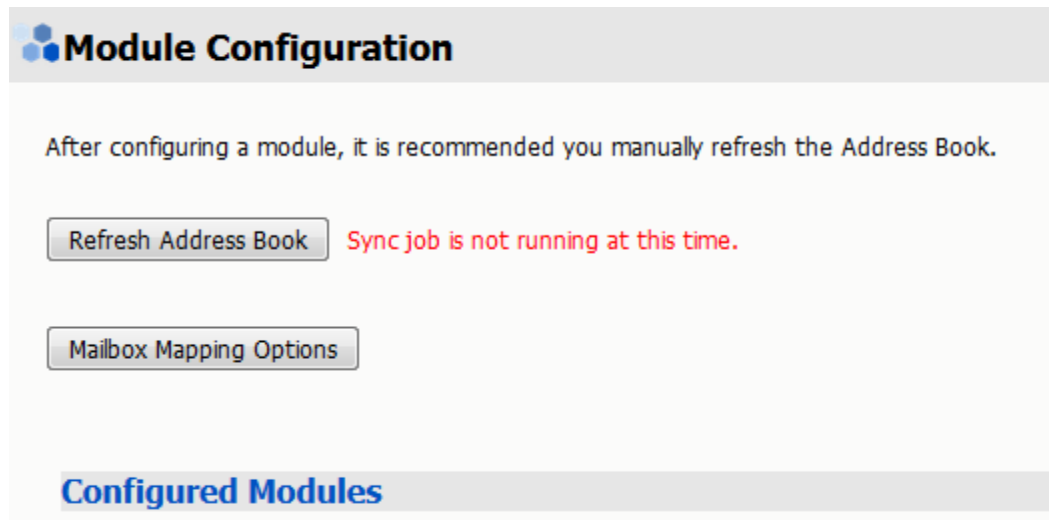 Module Configuration
After configuring a module, it is recommended you manually refresh the Address Book.
Refresh Address Book Sync job is not running at this time.
Mailbox Mapping Options
Configured Modules